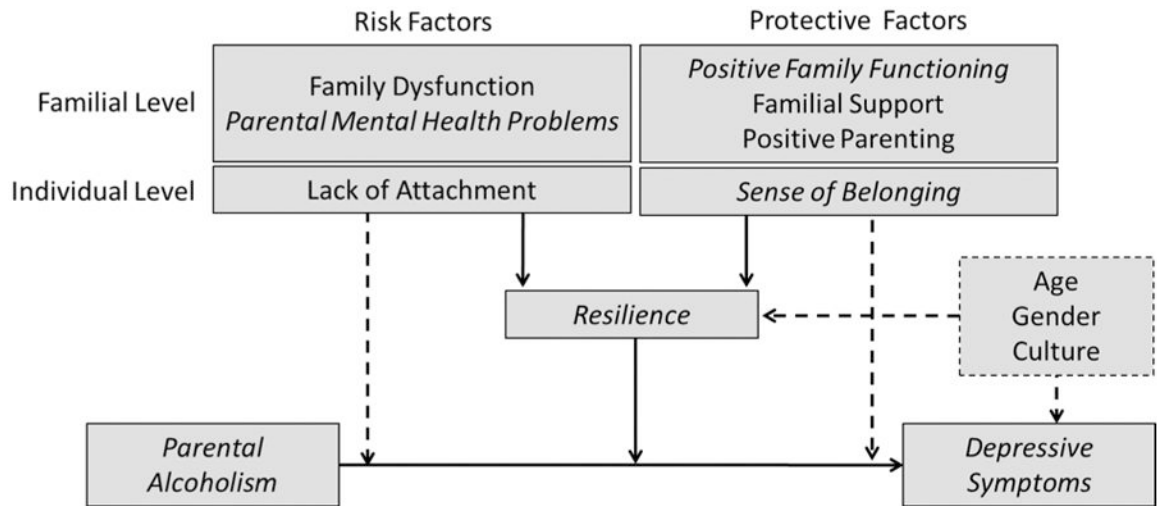 Risk Factors
Protective Factors
Familial Level
Family Dysfunction
Parental Mental Health Problems
Positive Family Functioning
Familial Support
Positive Parenting
Individual Level
Lack of Attachment
Sense of Belonging
Resilience
Age
Gender
Culture
Parental
Alcoholism
Depressive
Symptoms